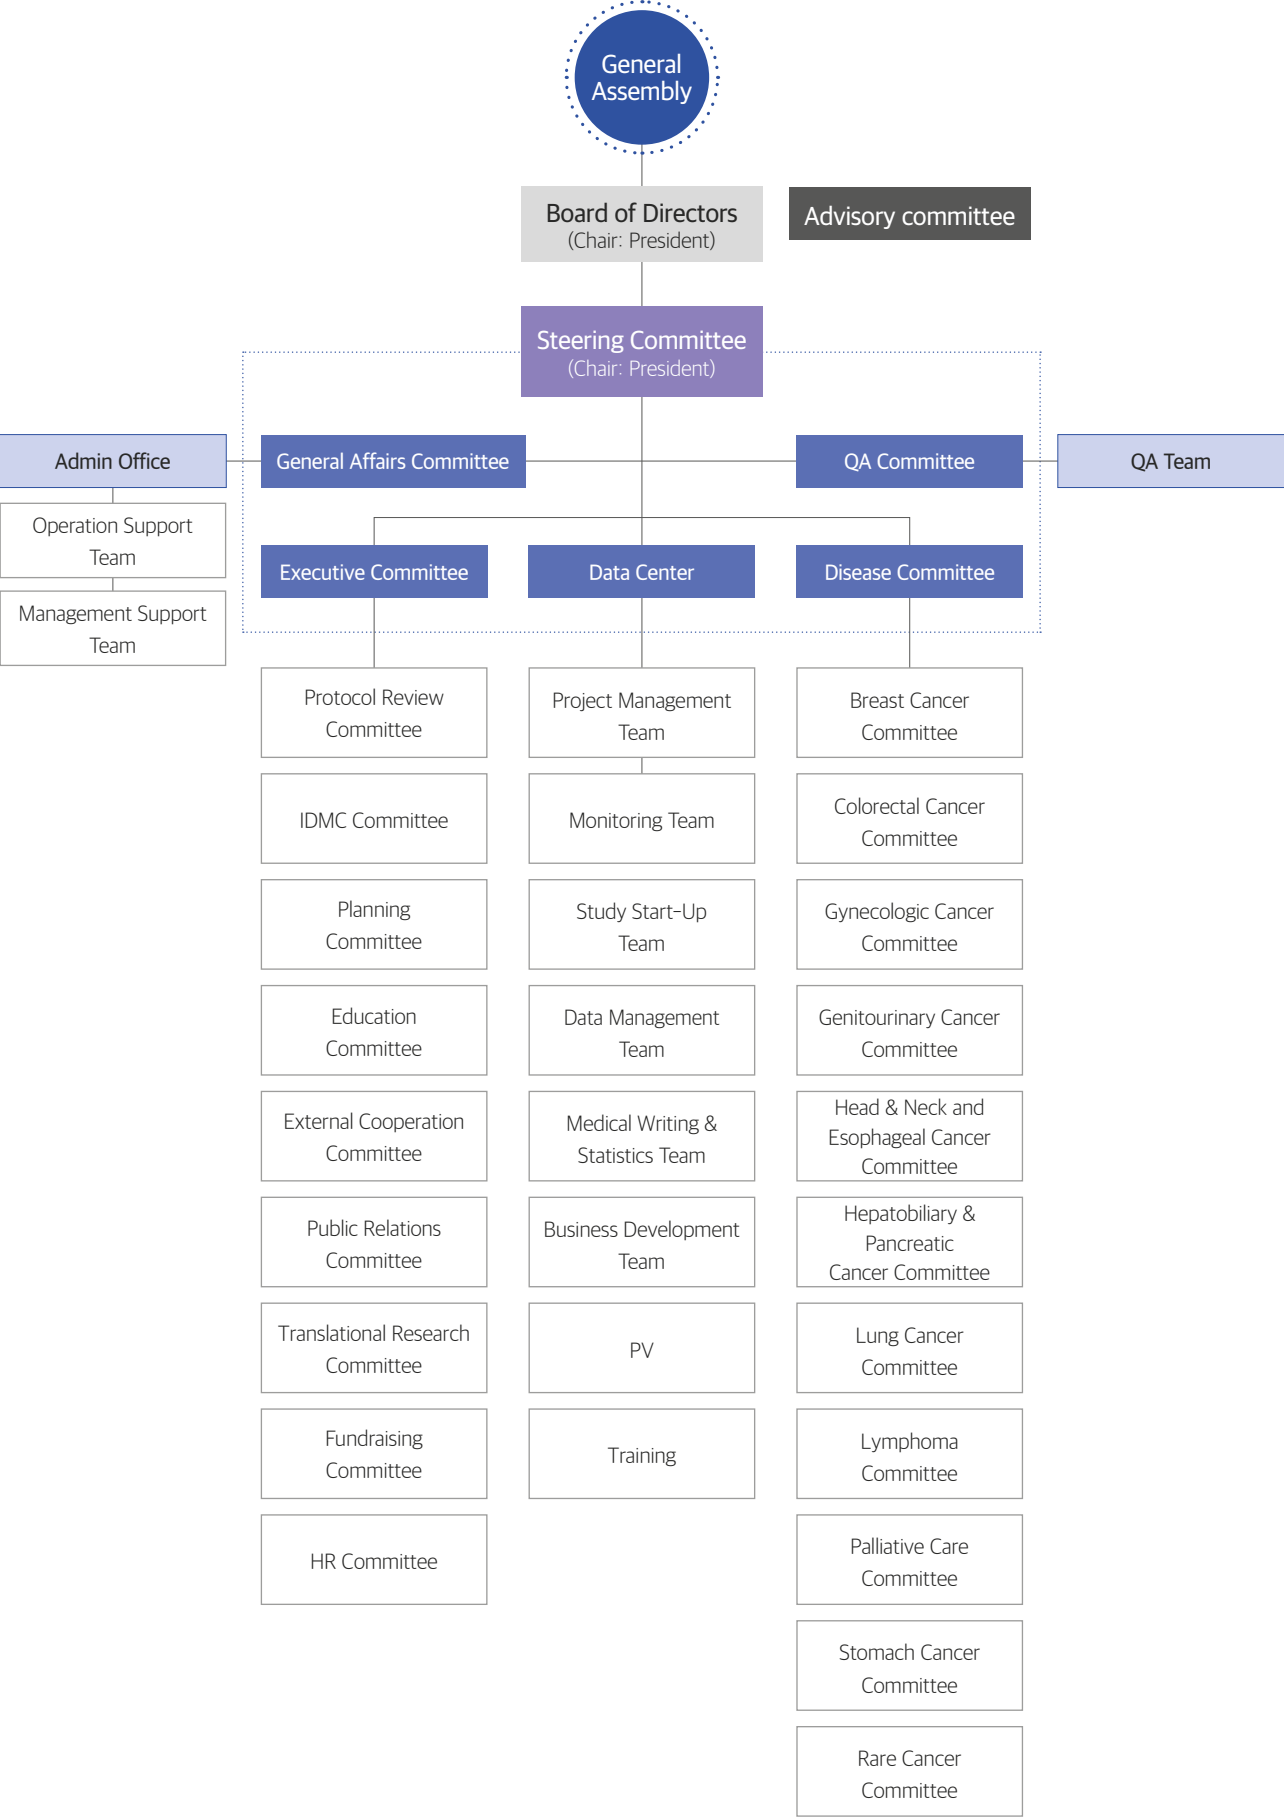 General
Assembly
Board of Directors
(Chair: President)
Advisory committee
Steering Committee
(Chair: President)
Admin Office
General Affairs Committee
QA Committee
QA Team
Operation Support
Team
Management Support
Team
Executive Committee
Data Center
Disease Committee
Protocol Review
Committee
IDMC Committee
Planning
Committee
Education
Committee
External Cooperation
Committee
Public Relations
Committee
Translational Research
Committee
Fundraising
Committee
HR Committee
Project Management
Team
Monitoring Team
Study Start-Up
Team
Data Management
Team
Medical Writing &
Statistics Team
Business Development
Team
PV
Training
Breast Cancer
Committee
Colorectal Cancer
Committee
Gynecologic Cancer
Committee
Genitourinary Cancer
Committee
Head & Neck and
Esophageal Cancer
Committee
Hepatobiliary &
Pancreatic
Cancer Committee
Lung Cancer
Committee
Lymphoma
Committee
Palliative Care
Committee
Stomach Cancer
Committee
Rare Cancer
Committee